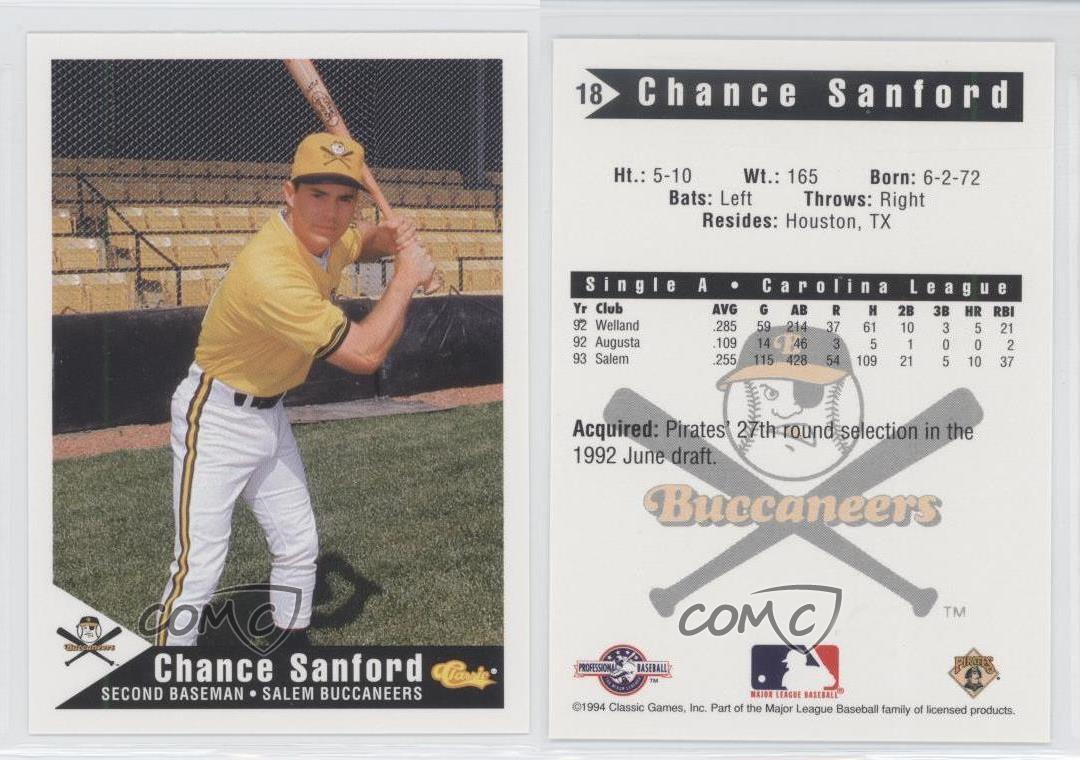 Buccaneers
Chance Sanford
SECOND BASEMAN • SALEM BUCCANEERS
Classic®
COMC
18 Chance Sanford
Ht.: 5-10 Wt.: 165 Born: 6-2-72
Bats: Left Throws: Right
Resides: Houston, TX
Single A • Carolina League
Yr Club AVG G AB R H 2B 3B HR RBI
92 Welland .285 59 214 37 61 10 3 5 21
92 Augusta .109 14 46 3 5 1 0 0 2
93 Salem .255 115 428 54 109 21 5 10 37
B
Acquired: Pirates' 27th round selection in the
1992 June draft.
Buccaneers
TM
COMC
PROFESSIONAL BASEBALL TM
MAJOR LEAGUE BASEBALL®
PIRATES
©1994 Classic Games, Inc. Part of the Major League Baseball family of licensed products.